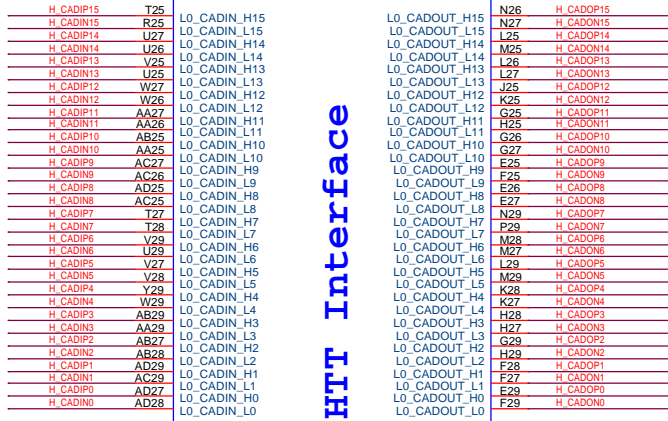 H_CADIP15 T25 L0_CADIN_H15 L0_CADOUT_H15 N26 H_CADOP15
H_CADIN15 R25 L0_CADIN_L15 L0_CADOUT_L15 N27 H_CADON15
H_CADIP14 U27 L0_CADIN_H14 L0_CADOUT_H14 L25 H_CADOP14
H_CADIN14 U26 L0_CADIN_L14 L0_CADOUT_L14 M25 H_CADON14
H_CADIP13 V25 L0_CADIN_H13 L0_CADOUT_H13 L26 H_CADOP13
H_CADIN13 U25 L0_CADIN_L13 L0_CADOUT_L13 L27 H_CADON13
H_CADIP12 W27 L0_CADIN_H12 L0_CADOUT_H12 J25 H_CADOP12
H_CADIN12 W26 L0_CADIN_L12 L0_CADOUT_L12 K25 H_CADON12
H_CADIP11 AA27 L0_CADIN_H11 L0_CADOUT_H11 G25 H_CADOP11
H_CADIN11 AA26 L0_CADIN_L11 L0_CADOUT_L11 H25 H_CADON11
H_CADIP10 AB25 L0_CADIN_H10 L0_CADOUT_H10 G26 H_CADOP10
H_CADIN10 AA25 L0_CADIN_L10 L0_CADOUT_L10 G27 H_CADON10
H_CADIP9 AC27 L0_CADIN_H9 L0_CADOUT_H9 E25 H_CADOP9
H_CADIN9 AC26 L0_CADIN_L9 L0_CADOUT_L9 F25 H_CADON9
H_CADIP8 AD25 L0_CADIN_H8 L0_CADOUT_H8 E26 H_CADOP8
H_CADIN8 AC25 L0_CADIN_L8 L0_CADOUT_L8 E27 H_CADON8
H_CADIP7 T27 L0_CADIN_H7 L0_CADOUT_H7 N29 H_CADOP7
H_CADIN7 T28 L0_CADIN_L7 L0_CADOUT_L7 P29 H_CADON7
H_CADIP6 V29 L0_CADIN_H6 L0_CADOUT_H6 M28 H_CADOP6
H_CADIN6 U29 L0_CADIN_L6 L0_CADOUT_L6 M27 H_CADON6
H_CADIP5 V27 L0_CADIN_H5 L0_CADOUT_H5 L29 H_CADOP5
H_CADIN5 V28 L0_CADIN_L5 L0_CADOUT_L5 M29 H_CADON5
H_CADIP4 Y29 L0_CADIN_H4 L0_CADOUT_H4 K28 H_CADOP4
H_CADIN4 W29 L0_CADIN_L4 L0_CADOUT_L4 K27 H_CADON4
H_CADIP3 AB29 L0_CADIN_H3 L0_CADOUT_H3 H28 H_CADOP3
H_CADIN3 AA29 L0_CADIN_L3 L0_CADOUT_L3 H27 H_CADON3
H_CADIP2 AB27 L0_CADIN_H2 L0_CADOUT_H2 G29 H_CADOP2
H_CADIN2 AB28 L0_CADIN_L2 L0_CADOUT_L2 H29 H_CADON2
H_CADIP1 AD29 L0_CADIN_H1 L0_CADOUT_H1 F28 H_CADOP1
H_CADIN1 AC29 L0_CADIN_L1 L0_CADOUT_L1 F27 H_CADON1
H_CADIP0 AD27 L0_CADIN_H0 L0_CADOUT_H0 E29 H_CADOP0
H_CADIN0 AD28 L0_CADIN_L0 L0_CADOUT_L0 F29 H_CADON0
HTT Interface